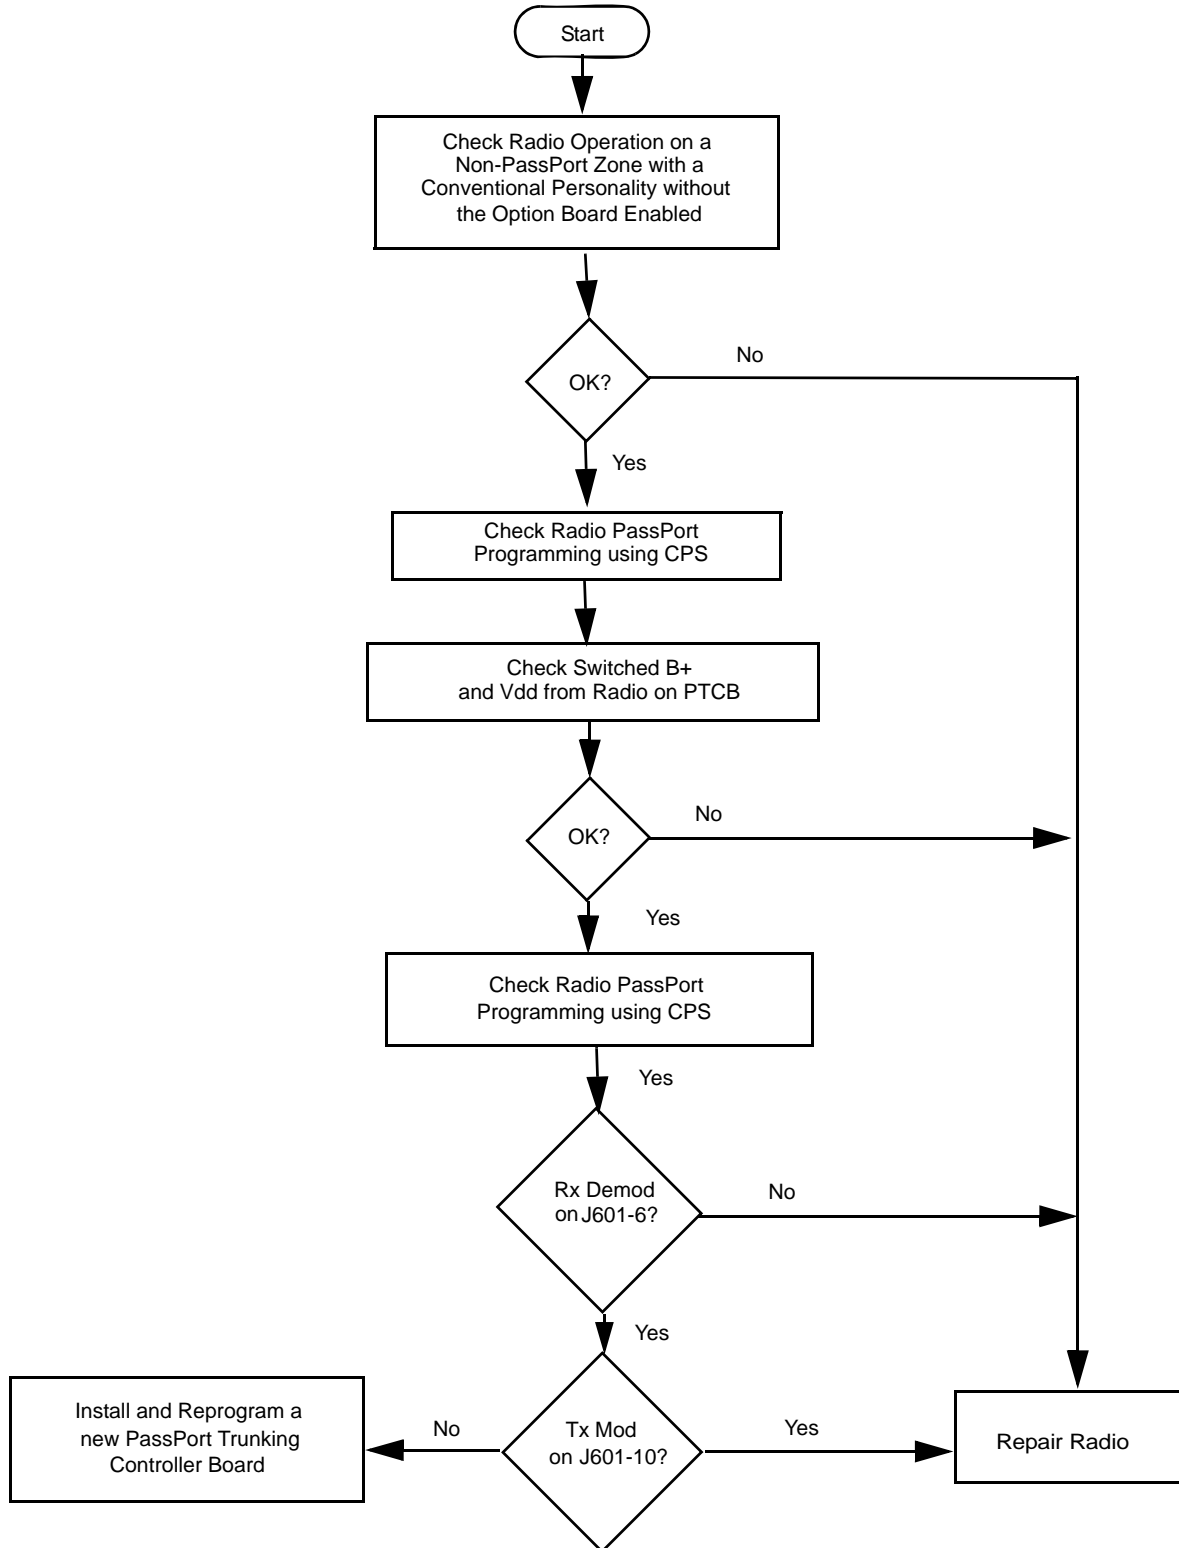 Start
Check Radio Operation on a
Non-PassPort Zone with a
Conventional Personality without
the Option Board Enabled
No
OK?
Yes
Check Radio PassPort
Programming using CPS
Check Switched B+
and Vdd from Radio on PTCB
No
OK?
Yes
Check Radio PassPort
Programming using CPS
Yes
Rx Demod
on J601-6?
No
Yes
Install and Reprogram a
new PassPort Trunking
Controller Board
No
Tx Mod
on J601-10?
Yes
Repair Radio